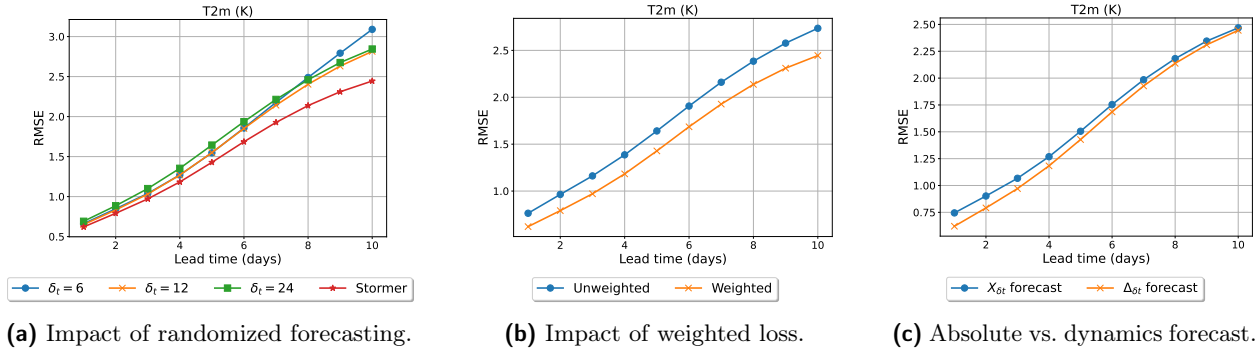 T2m (K)
3.0
2.5
2.0
1.5
1.0
0.5
RMSE
2 4 6 8 10
Lead time (days)
δt = 6 δt = 12 δt = 24 Stormer
(a) Impact of randomized forecasting.
T2m (K)
2.5
2.0
1.5
1.0
RMSE
2 4 6 8 10
Lead time (days)
Unweighted Weighted
(b) Impact of weighted loss.
T2m (K)
2.50
2.25
2.00
1.75
1.50
1.25
1.00
0.75
RMSE
2 4 6 8 10
Lead time (days)
Xδt forecast Δδt forecast
(c) Absolute vs. dynamics forecast.